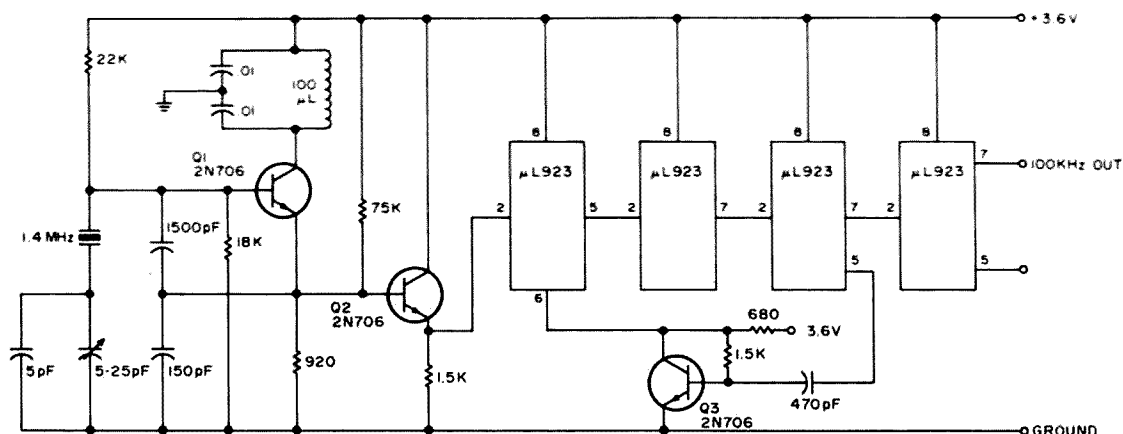 + 3.6V
22K
.01
.01
100
μL
Q1
2N706
8
8
8
8
μL923
μL923
μL923
μL923
7
100KHz OUT
75K
2
5
2
7
2
7
2
1.4MHz
1500pF
18K
5
5
Q2
2N706
6
680
3.6V
5pF
5-25pF
150pF
920
1.5K
1.5K
470pF
Q3
2N706
GROUND